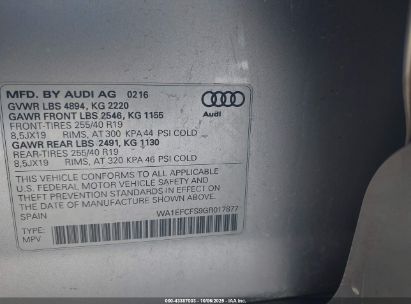 MFD. BY AUDI AG 0216
GVWR LBS 4894, KG 2220
GAWR FRONT LBS 2546, KG 1155
FRONT-TIRES 255/40 R19
8,5JX19 RIMS, AT 300 KPA 44 PSI COLD
GAWR REAR LBS 2491, KG 1130
REAR-TIRES 255/40 R19
8,5JX19 RIMS, AT 320 KPA 46 PSI COLD
Audi
THIS VEHICLE CONFORMS TO ALL APPLICABLE
U.S. FEDERAL MOTOR VEHICLE SAFETY AND
THEFT PREVENTION STANDARDS IN EFFECT ON
THE DATE OF MANUFACTURE SHOWN ABOVE.
SPAIN WA1EFCFS9GR017877
TYPE:
MPV